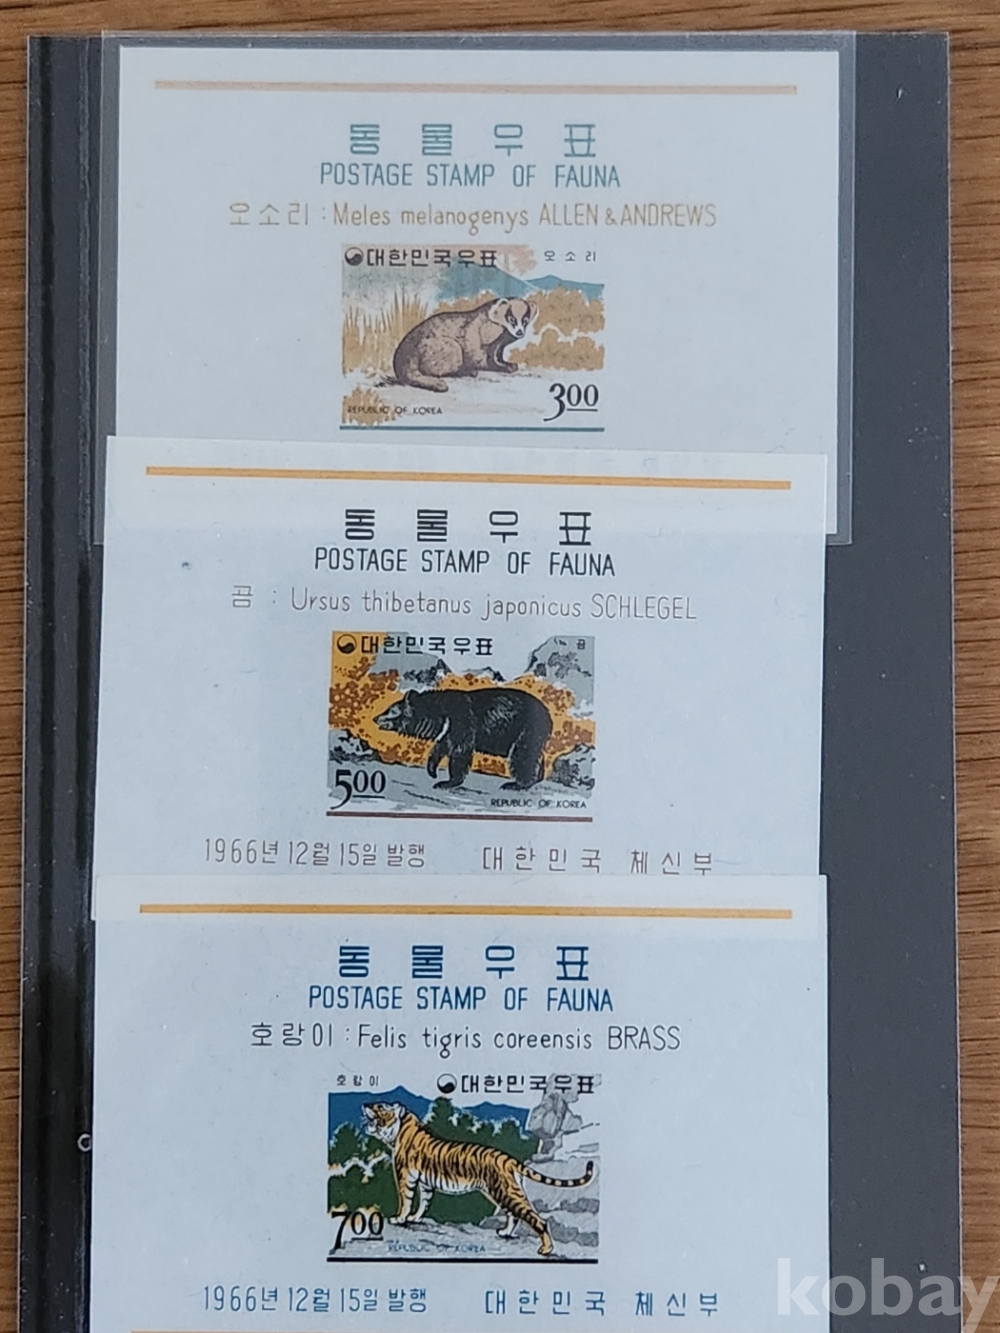 동물우표
POSTAGE STAMP OF FAUNA
오소리 : Meles melanogenys ALLEN & ANDREWS
대한민국우표 오소리
REPUBLIC OF KOREA 3.00
동물우표
POSTAGE STAMP OF FAUNA
곰 : Ursus thibetanus japonicus SCHLEGEL
대한민국우표 곰
5.00 REPUBLIC OF KOREA
1966년 12월 15일 발행 대한민국 체신부
동물우표
POSTAGE STAMP OF FAUNA
호랑이 : Felis tigris coreensis BRASS
호랑이 대한민국우표
7.00 REPUBLIC OF KOREA
1966년 12월 15일 발행 대한민국 체신부
kobay